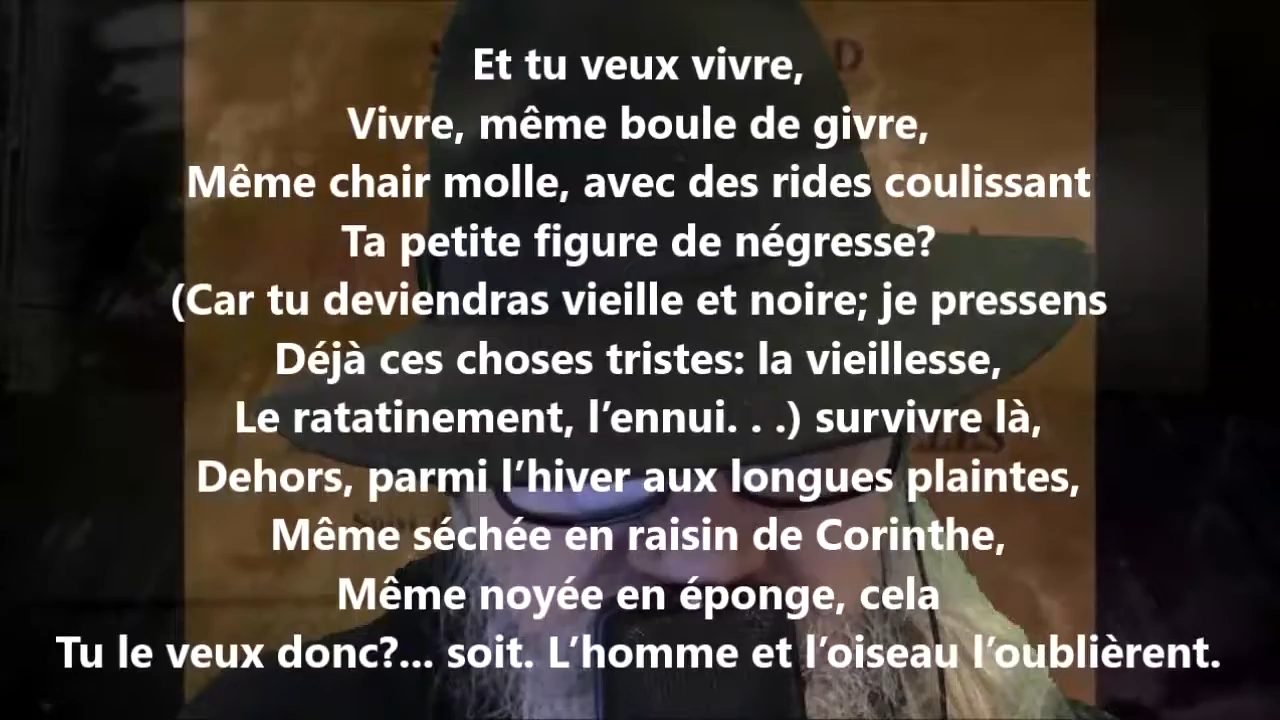 Et tu veux vivre,
Vivre, même boule de givre,
Même chair molle, avec des rides coulissant
Ta petite figure de négresse?
(Car tu deviendras vieille et noire; je pressens
Déjà ces choses tristes: la vieillesse,
Le ratatinement, l’ennui. . .) survivre là,
Dehors, parmi l’hiver aux longues plaintes,
Même séchée en raisin de Corinthe,
Même noyée en éponge, cela
Tu le veux donc?... soit. L’homme et l’oiseau l’oublièrent.